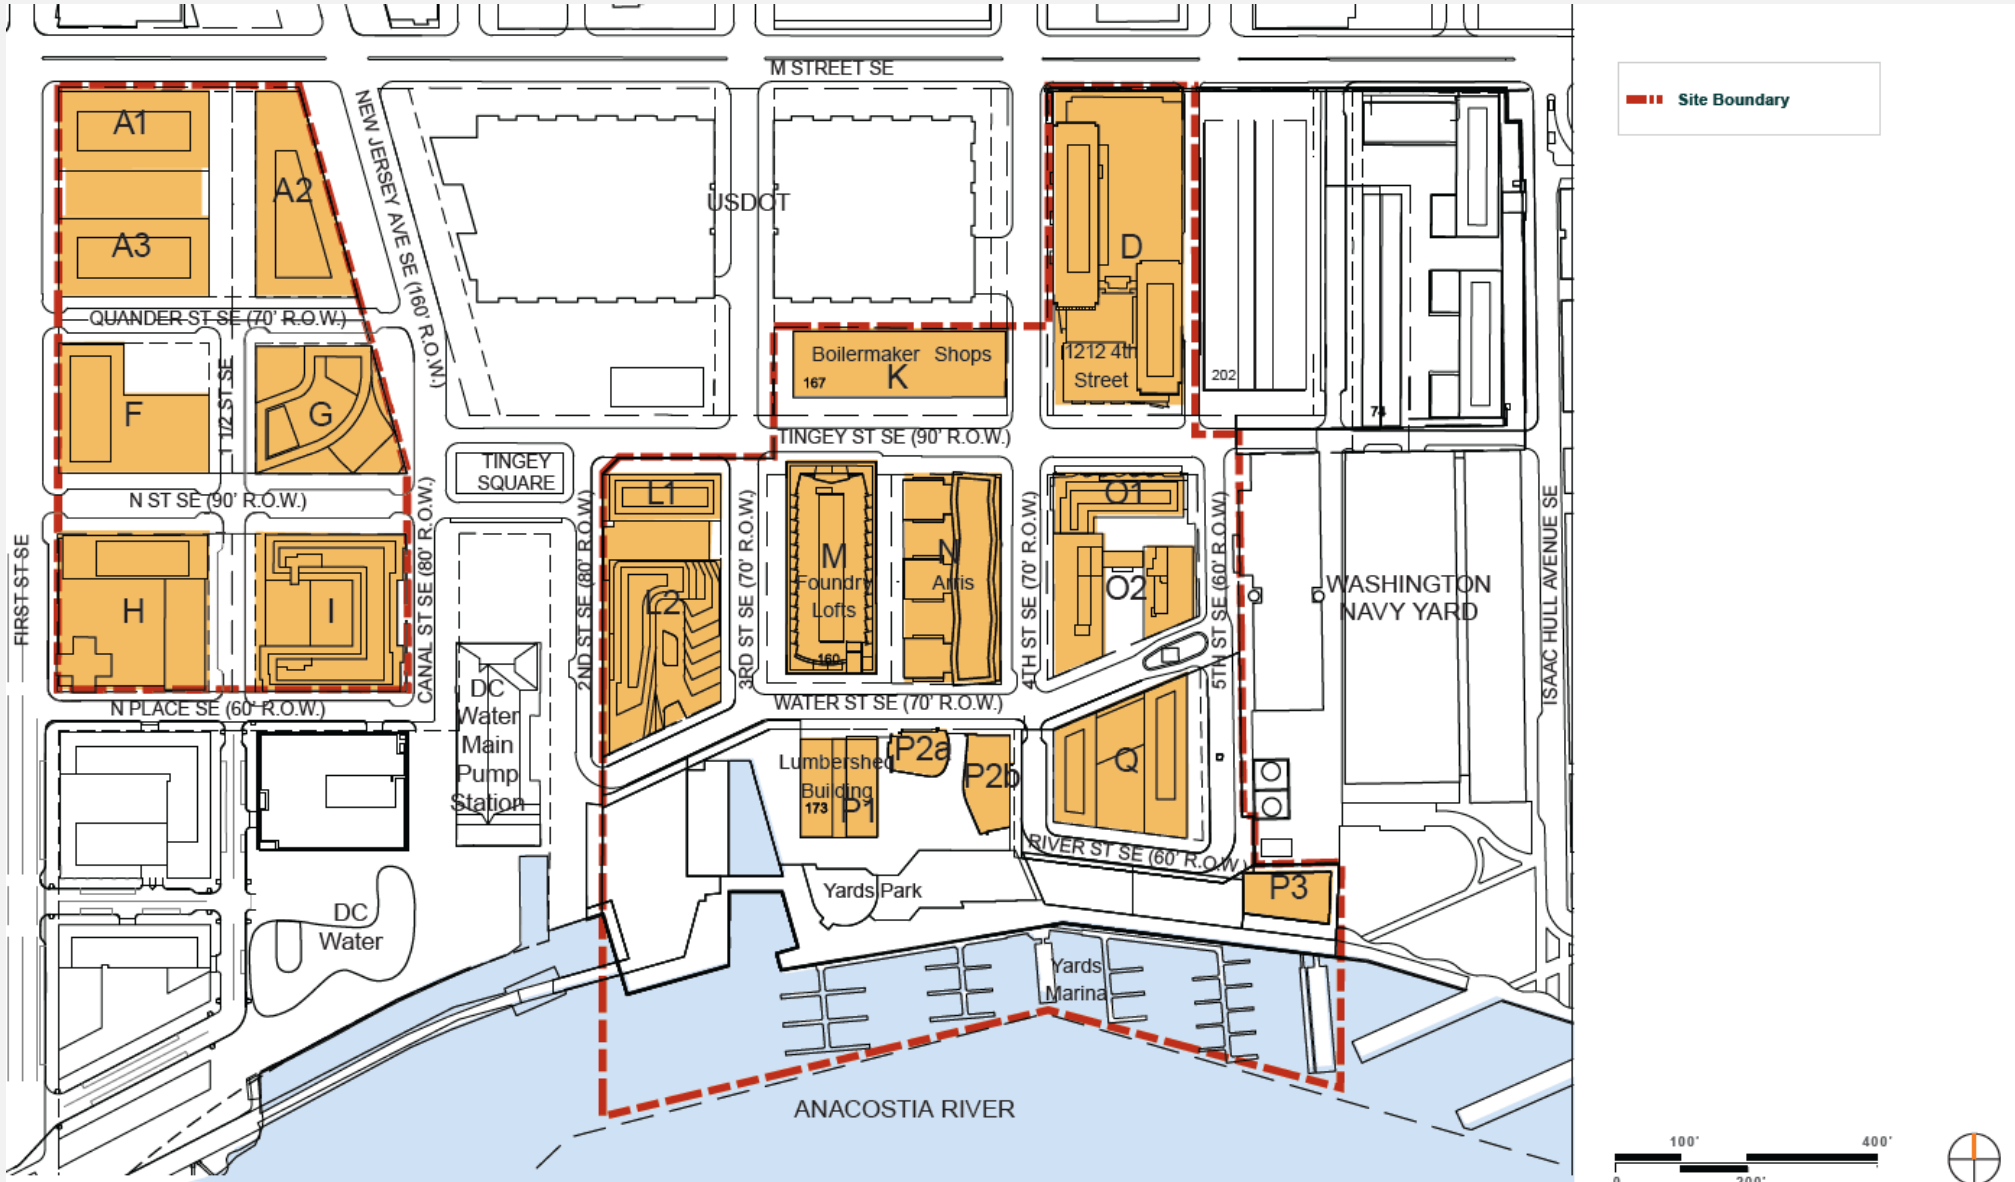 M STREET SE
Site Boundary
A1
A2
A3
NEW JERSEY AVE SE (160' R.O.W.)
USDOT
D
QUANDER ST SE (70' R.O.W.)
Boilermaker Shops
167
K
1212 4th
Street
202
74
F
1 1/2 ST SE
G
TINGEY ST SE (90' R.O.W.)
TINGEY
SQUARE
N ST SE (90' R.O.W.)
L1
O1
FIRST ST SE
H
I
CANAL ST SE (80' R.O.W.)
2ND ST SE (80' R.O.W.)
L2
3RD ST SE (70' R.O.W.)
M
Foundry
Lofts
160
N
Arris
4TH ST SE (70' R.O.W.)
O2
5TH ST SE (60' R.O.W.)
WASHINGTON
NAVY YARD
ISAAC HULL AVENUE SE
N PLACE SE (60' R.O.W.)
DC
Water
Main
Pump
Station
WATER ST SE (70' R.O.W.)
Lumbershed
Building
173
P1
P2a
P2b
Q
RIVER ST SE (60' R.O.W.)
Yards Park
P3
DC
Water
Yards
Marina
ANACOSTIA RIVER
100'
400'
0
200'